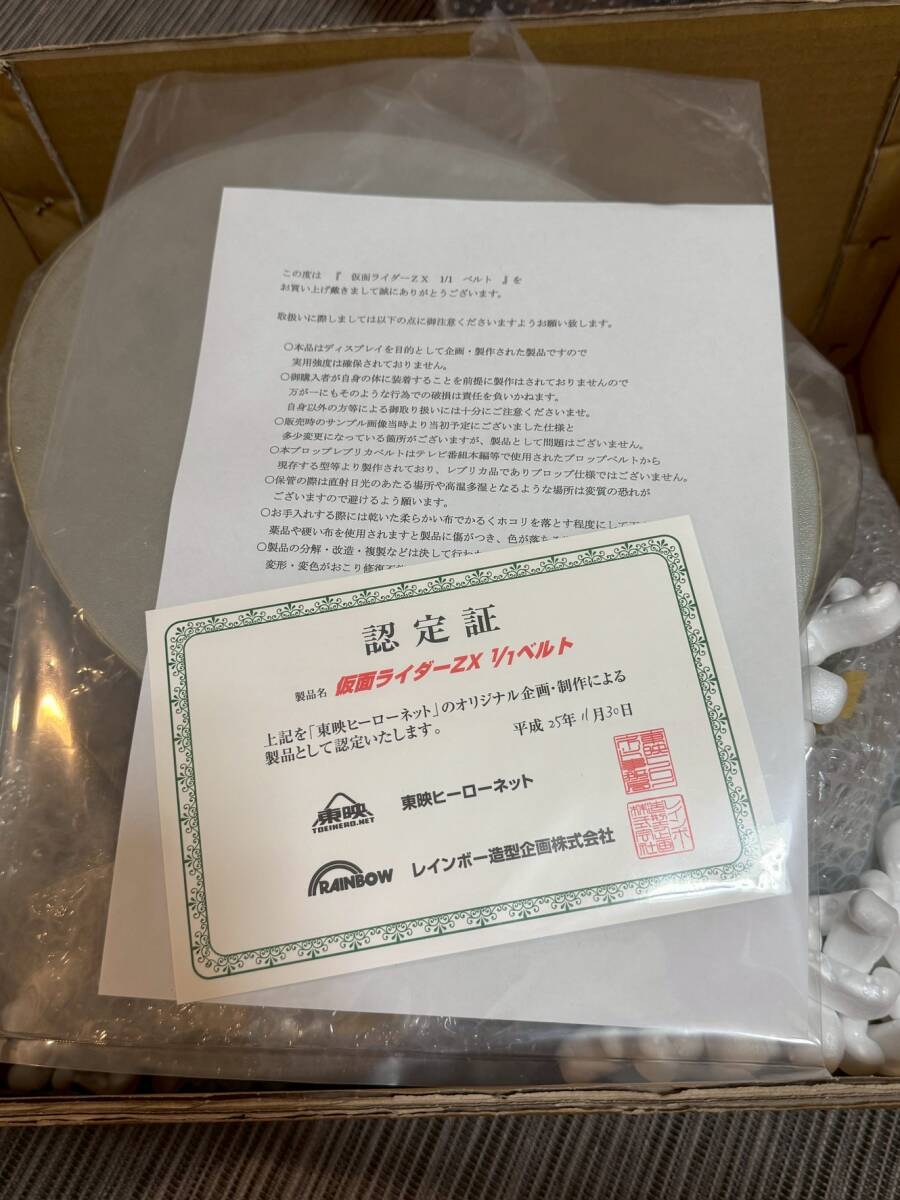 この度は 『 仮面ライダーＺＸ 1/1 ベルト 』を
お買い上げ戴きまして誠にありがとうございます。
取扱いに際しましては以下の点に御注意くださいますようお願い致します。
○本品はディスプレイを目的として企画・製作された製品ですので
実用強度は確保されておりません。
○御購入者が自身の体に装着することを前提に製作はされておりませんので
万が一にもそのような行為での破損は責任を負いかねます。
自身以外の方等による御取り扱いには十分にご注意くださいませ。
○販売時のサンプル画像当時より当初予定にございました仕様と
多少変更になっている箇所がございますが、製品として問題はございません。
○本プロップレプリカベルトはテレビ番組本編等で使用されたプロップベルトから
現存する型等より製作されており、レプリカ品でありプロップ仕様ではございません。
○保管の際は直射日光のあたる場所や高温多湿となるような場所は変質の恐れが
ございますので避けるよう願います。
○お手入れする際には乾いた柔らかい布でかるくホコリを落とす程度にして
薬品や硬い布を使用されますと製品に傷がつき、色が落ちる
○製品の分解・改造・複製などは決して行わ
変形・変色がおこり修復不
認定証
製品名 仮面ライダーZX 1/1ベルト
上記を「東映ヒーローネット」のオリジナル企画・制作による
製品として認定いたします。
平成 25年 11月30日
東映
TOEIHERO.NET
東映ヒーローネット
RAINBOW
レインボー造型企画株式会社
レインボー造型企画株式会社